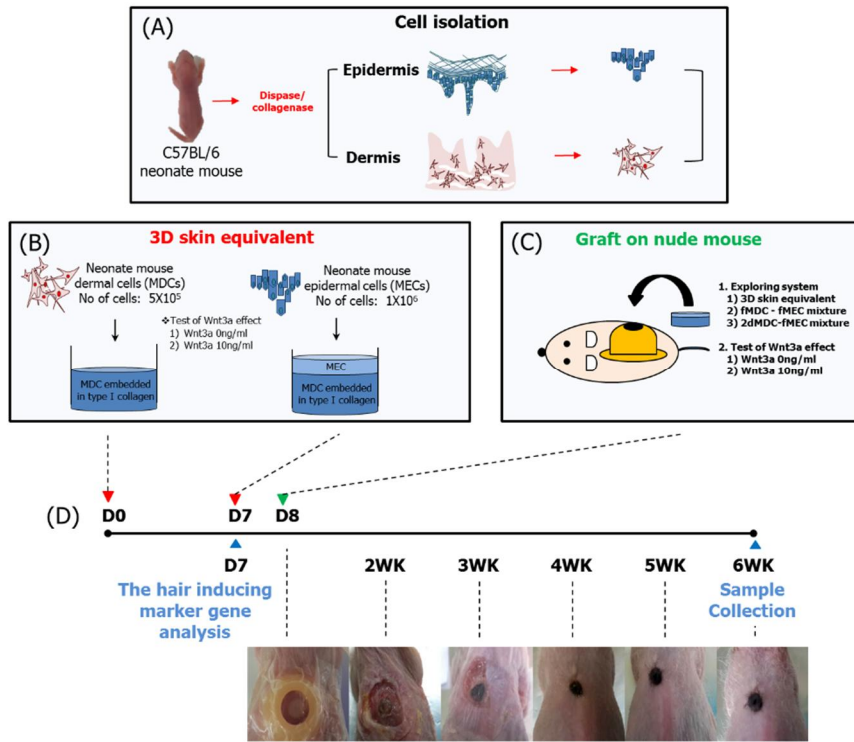 (A)
Cell isolation
C57BL/6
neonate mouse
Dispase/
collagenase
Epidermis
Dermis
(B)
3D skin equivalent
Neonate mouse
dermal cells (MDCs)
No of cells: 5X10⁵
❖Test of Wnt3a effect
1) Wnt3a 0ng/ml
2) Wnt3a 10ng/ml
MDC embedded
in type I collagen
Neonate mouse
epidermal cells (MECs)
No of cells: 1X10⁶
MEC
MDC embedded
in type I collagen
(C)
Graft on nude mouse
1. Exploring system
1) 3D skin equivalent
2) fMDC - fMEC mixture
3) 2dMDC-fMEC mixture
2. Test of Wnt3a effect
1) Wnt3a 0ng/ml
2) Wnt3a 10ng/ml
(D)
D0
D7
D8
D7
2WK
3WK
4WK
5WK
6WK
The hair inducing
marker gene
analysis
Sample
Collection